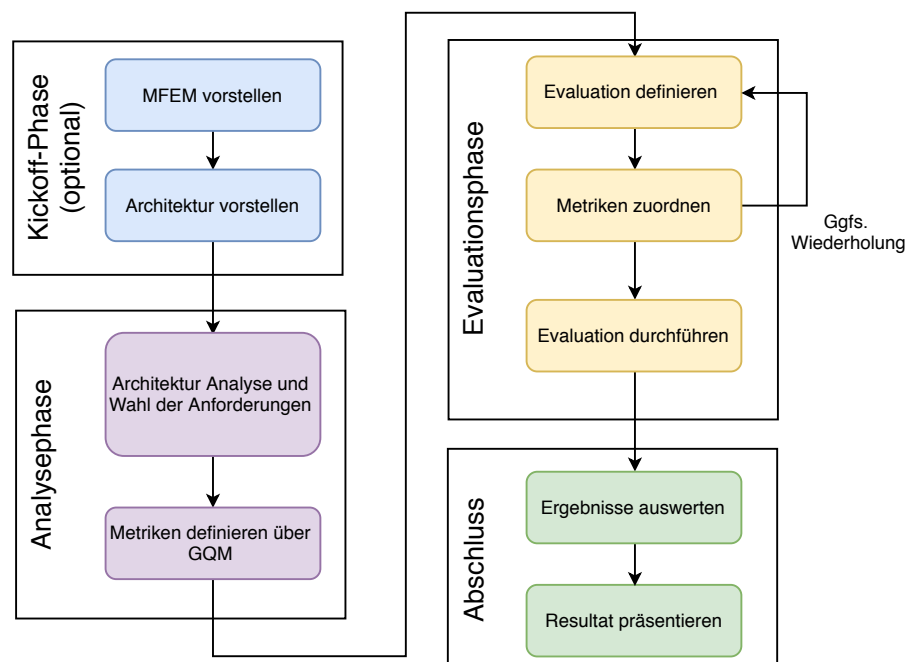 Kickoff-Phase
(optional)
MFEM vorstellen
Architektur vorstellen
Analysephase
Architektur Analyse und
Wahl der Anforderungen
Metriken definieren über
GQM
Evaluationsphase
Evaluation definieren
Metriken zuordnen
Ggfs.
Wiederholung
Evaluation durchführen
Abschluss
Ergebnisse auswerten
Resultat präsentieren